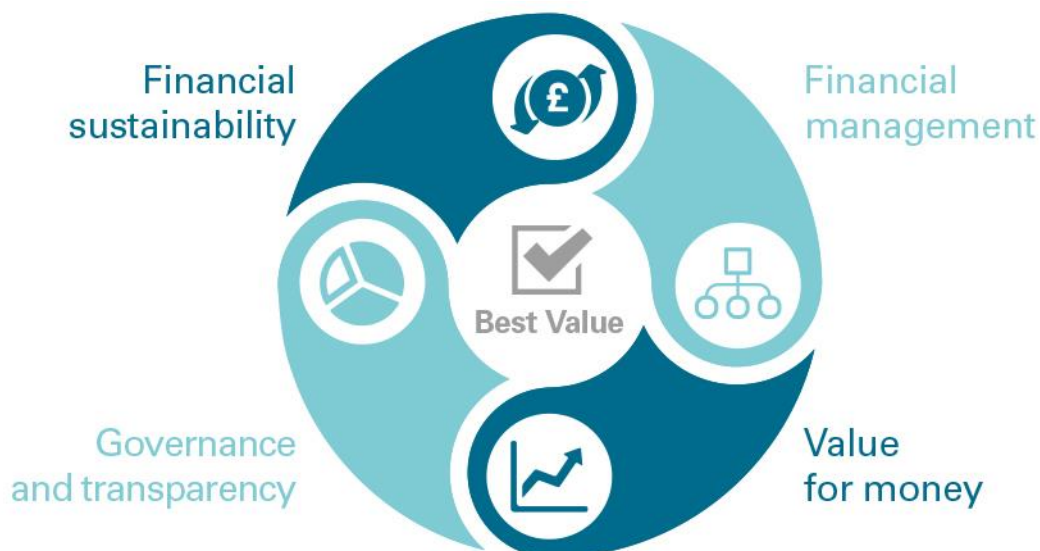 Financial
sustainability
£
Financial
management
Best Value
Governance
and transparency
Value
for money